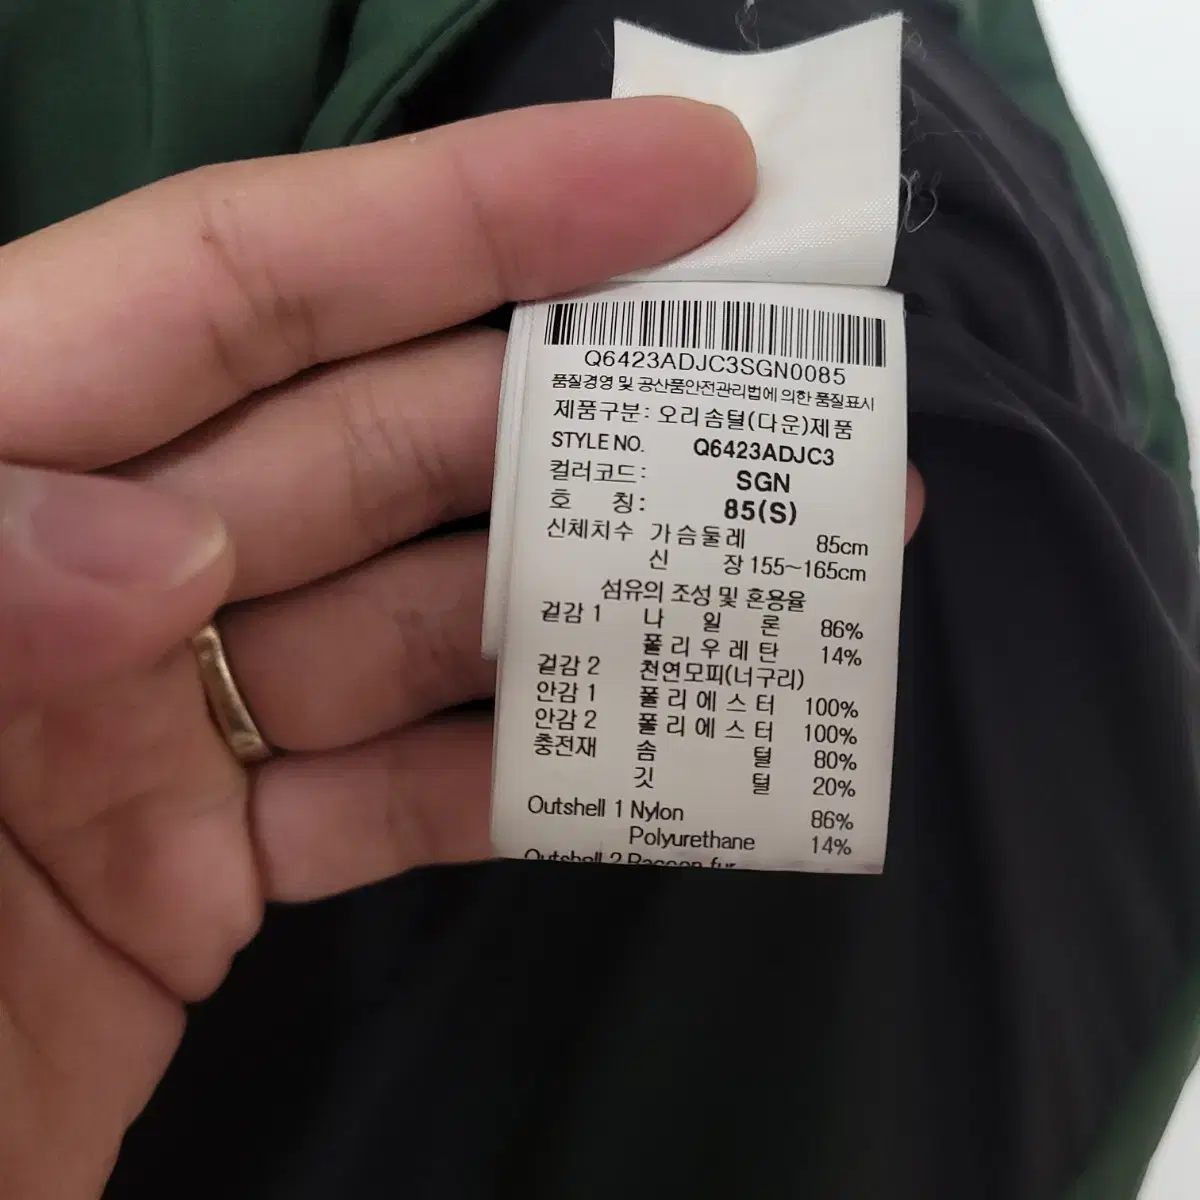 Q6423ADJC3SGN0085
품질경영 및 공산품안전관리법에 의한 품질표시
제품구분: 오리솜털(다운)제품
STYLE NO. Q6423ADJC3
컬러코드: SGN
호 칭: 85(S)
신체치수 가슴둘레 85cm
신 장 155~165cm
섬유의 조성 및 혼용율
겉감 1 나 일 론 86%
폴리우레탄 14%
겉감 2 천연모피(너구리)
안감 1 폴리에스터 100%
안감 2 폴리에스터 100%
충전재 솜 털 80%
깃 털 20%
Outshell 1 Nylon 86%
Polyurethane 14%
Outshell 2 Raccon fur